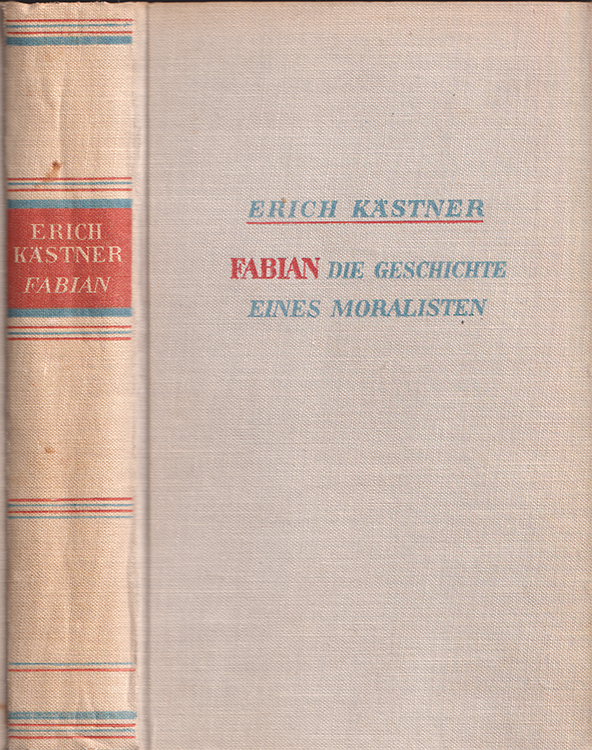 ERICH
KÄSTNER
FABIAN
ERICH KÄSTNER
FABIAN DIE GESCHICHTE
EINES MORALISTEN